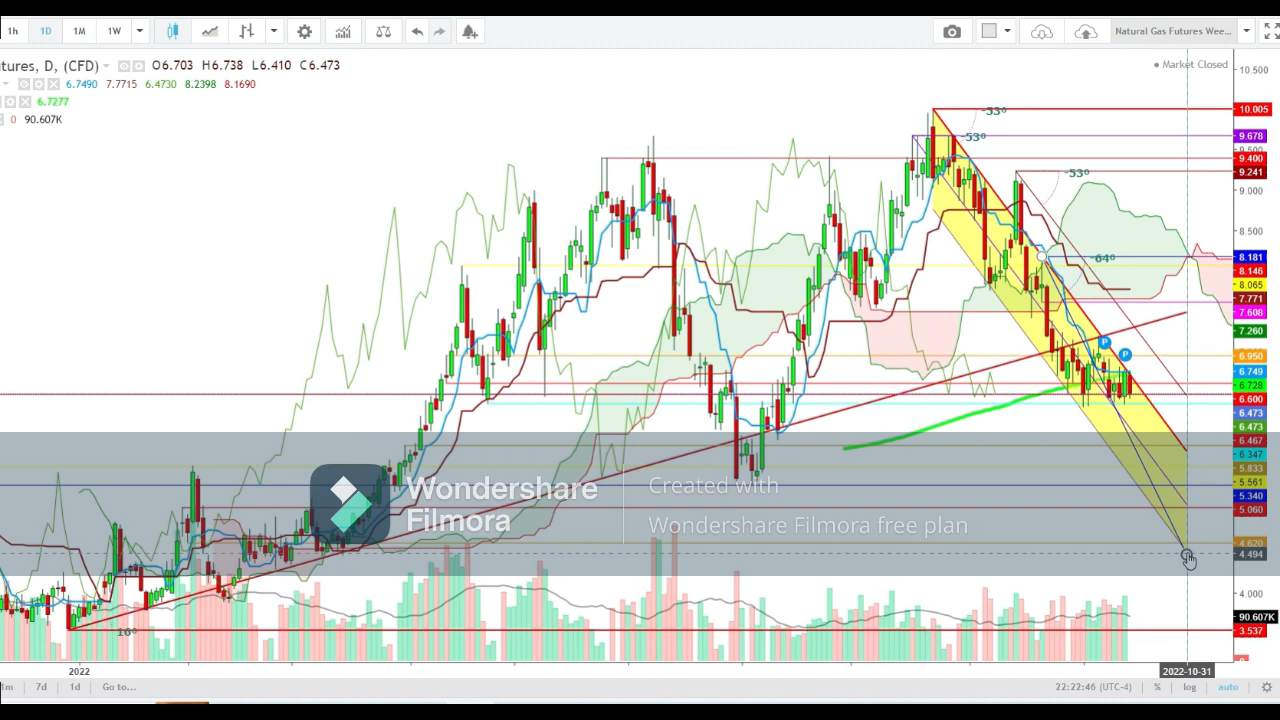 1h 1D 1M 1W Natural Gas Futures Wee...
tures, D, (CFD) O6.703 H6.738 L6.410 C6.473
6.7490 7.7715 6.4730 8.2398 8.1690
6.7277
0 90.607K
Market Closed
10.500
10.005
9.678
9.400
9.241
9.000
8.500
8.181
8.146
8.065
7.771
7.608
7.260
6.950
6.749
6.728
6.600
6.473
6.473
6.467
6.347
5.833
5.561
5.340
5.060
4.620
4.494
4.000
90.607K
3.537
-53°
-53°
-53°
-64°
P
P
Wondershare
Filmora
Created with
Wondershare Filmora free plan
16°
2022
2022-10-31
1m 7d 1d Go to... 22:22:46 (UTC-4) % log auto